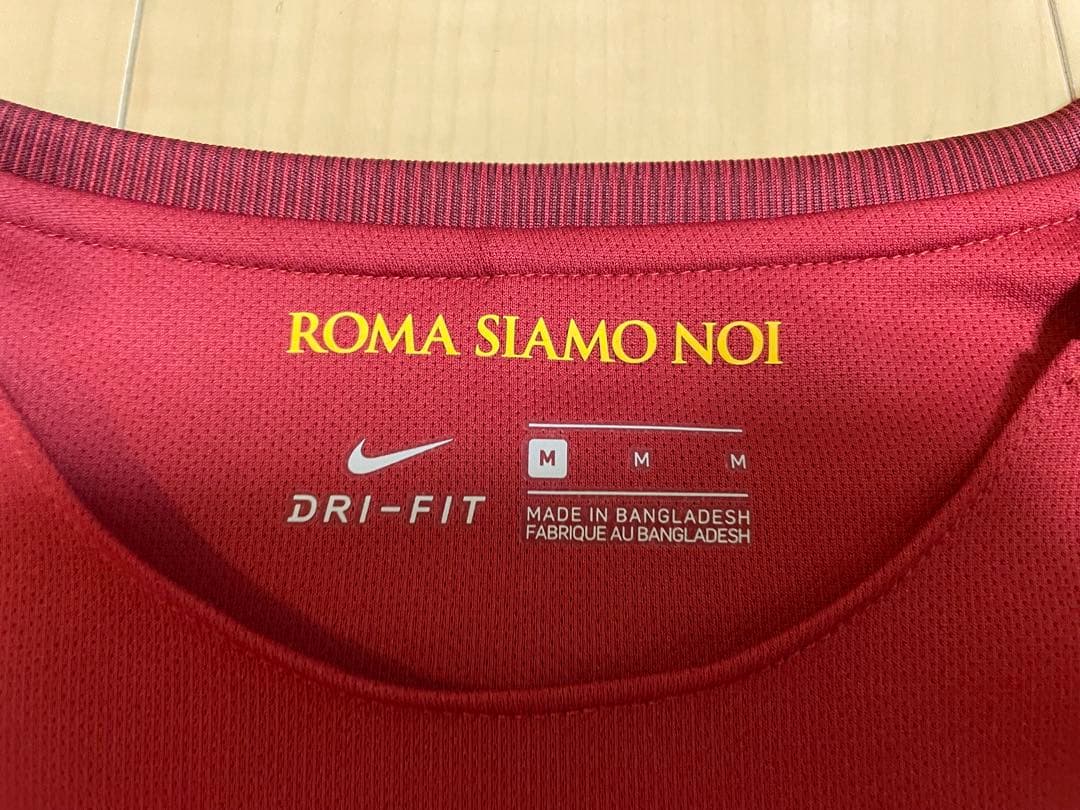 ROMA SIAMO NOI
DRI-FIT
M M M
MADE IN BANGLADESH
FABRIQUE AU BANGLADESH